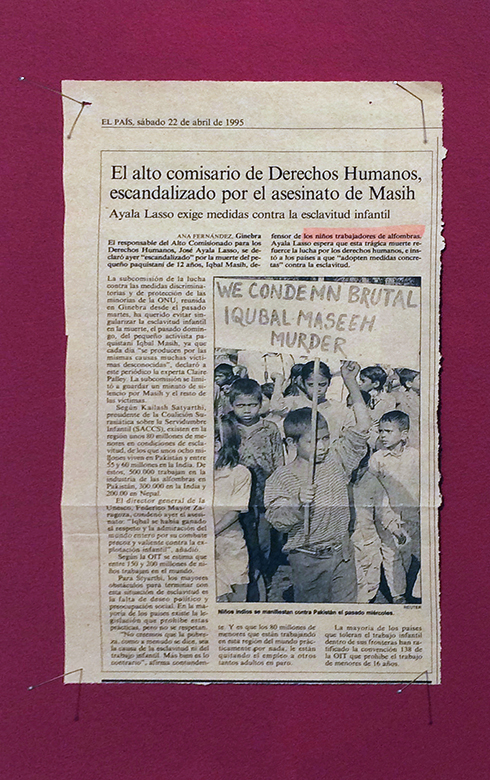 EL PAÍS, sábado 22 de abril de 1995
El alto comisario de Derechos Humanos,
escandalizado por el asesinato de Masih
Ayala Lasso exige medidas contra la esclavitud infantil
ANA FERNÁNDEZ, Ginebra
El responsable del Alto Comisionado para los
Derechos Humanos, José Ayala Lasso, se de-
claró ayer "escandalizado" por la muerte del pe-
queño paquistaní de 12 años, Iqbal Masih, de-
fensor de los niños trabajadores de alfombras.
Ayala Lasso espera que esta trágica muerte re-
fuerce la lucha por los derechos humanos, e ins-
tó a los países a que "adopten medidas concre-
tas" contra la esclavitud.
La subcomisión de la lucha
contra las medidas discrimina-
torias y de protección de las
minorías de la ONU, reunida
en Ginebra desde el pasado
martes, ha querido evitar sin-
gularizar la esclavitud infantil
en la muerte, el pasado domin-
go, del pequeño activista pa-
quistaní Iqbal Masih, ya que
cada día "se producen por las
mismas causas muchas vícti-
mas desconocidas", declaró a
este periódico la experta Claire
Palley. La subcomisión se limi-
tó a guardar un minuto de si-
lencio por Masih y el resto de
las víctimas.
Según Kailash Satyarthi,
presidente de la Coalición Su-
rasiática sobre la Servidumbre
Infantil (SACCS), existen en la
región unos 80 millones de me-
nores en condiciones de escla-
vitud, de los que unos ocho mi-
llones viven en Pakistán y entre
55 y 60 millones en la India. De
éstos, 500.000 trabajan en la
industria de las alfombras en
Pakistán, 300.000 en la India y
200.00 en Nepal.
El director general de la
Unesco, Federico Mayor Za-
ragoza, condenó ayer el asesi-
nato: "Iqbal se había ganado
el respeto y la admiración del
mundo entero por su combate
precoz y valiente contra la ex-
plotación infantil", añadió.
Según la OIT se estima que
entre 150 y 200 millones de ni-
ños trabajan en el mundo.
Para Styarthi, los mayores
obstáculos para terminar con
esta situación de esclavitud es
la falta de deseo político y
preocupación social. En la ma-
yoría de los países existe la le-
gislación que prohíbe estas
prácticas, pero no se respetan.
"No creemos que la pobre-
za, como a menudo se dice, sea
la causa de la esclavitud ni del
trabajo infantil. Más bien es lo
contrario", afirma contundente-
WE CONDEMN BRUTAL
IQUBAL MASEEH
MURDER
REUTER
Niños indios se manifiestan contra Pakistán el pasado miércoles.
te. Y es que los 80 millones de
menores que están trabajando
en esta región del mundo prác-
ticamente por nada, le están
quitando el empleo a otros
tantos adultos en paro.
La mayoría de los países
que toleran el trabajo infantil
dentro de sus fronteras han ra-
tificado la convención 138 de
la OIT que prohíbe el trabajo
de menores de 16 años.